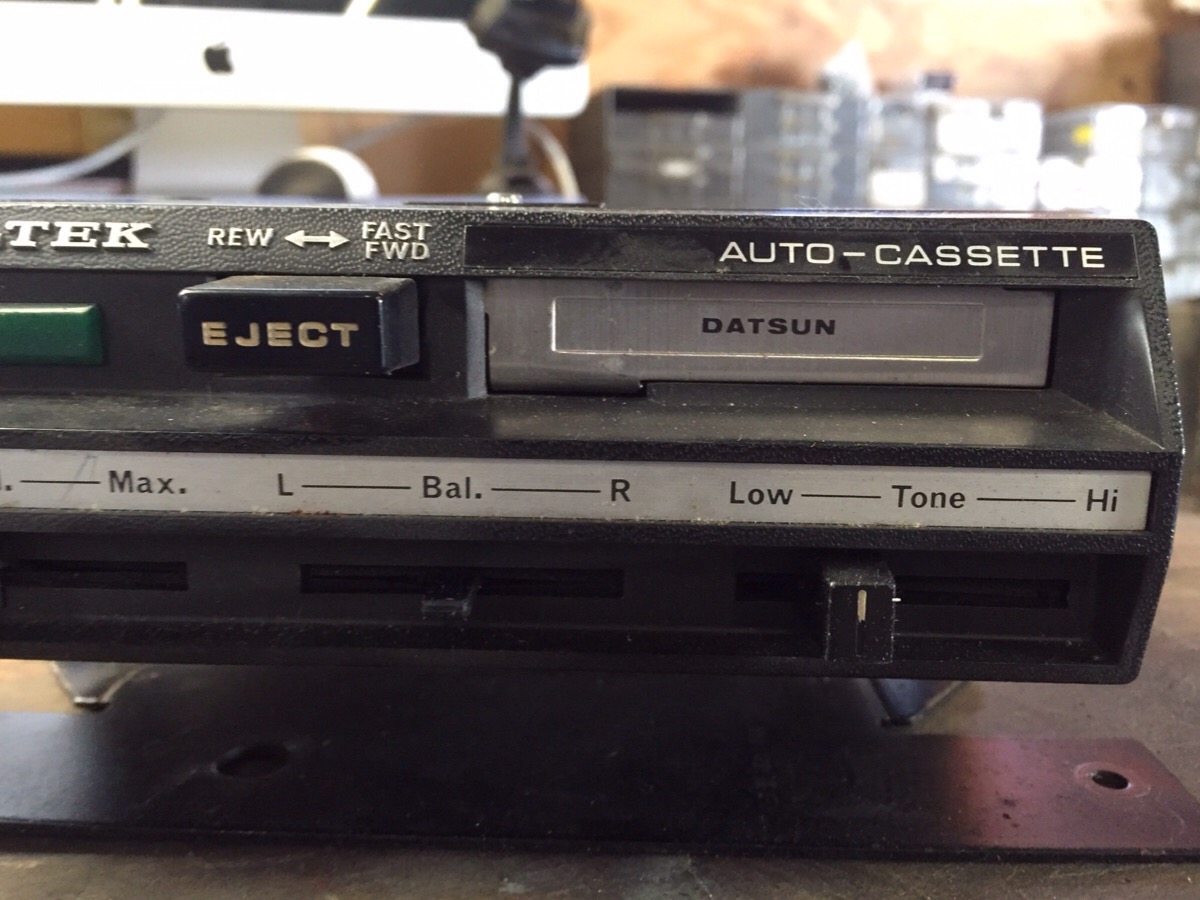 TEK
REW ↔ FAST FWD
AUTO-CASSETTE
EJECT
DATSUN
Max.
L Bal. R
Low Tone Hi